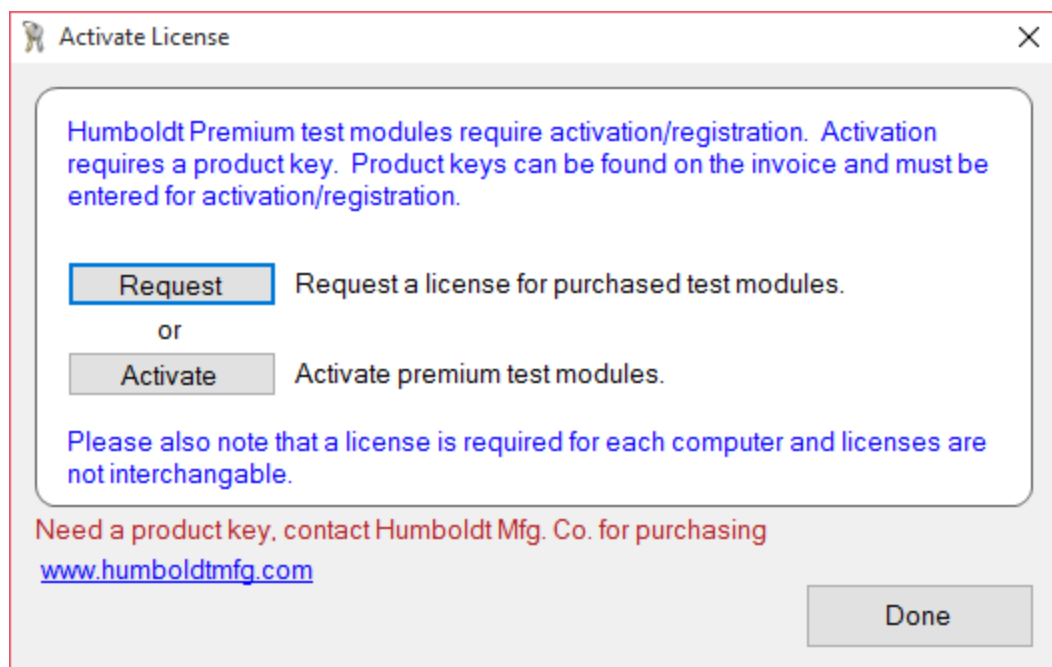 Activate License
Humboldt Premium test modules require activation/registration.  Activation
requires a product key.  Product keys can be found on the invoice and must be
entered for activation/registration.
Request
Request a license for purchased test modules.
or
Activate
Activate premium test modules.
Please also note that a license is required for each computer and licenses are
not interchangable.
Need a product key, contact Humboldt Mfg. Co. for purchasing
www.humboldtmfg.com
Done